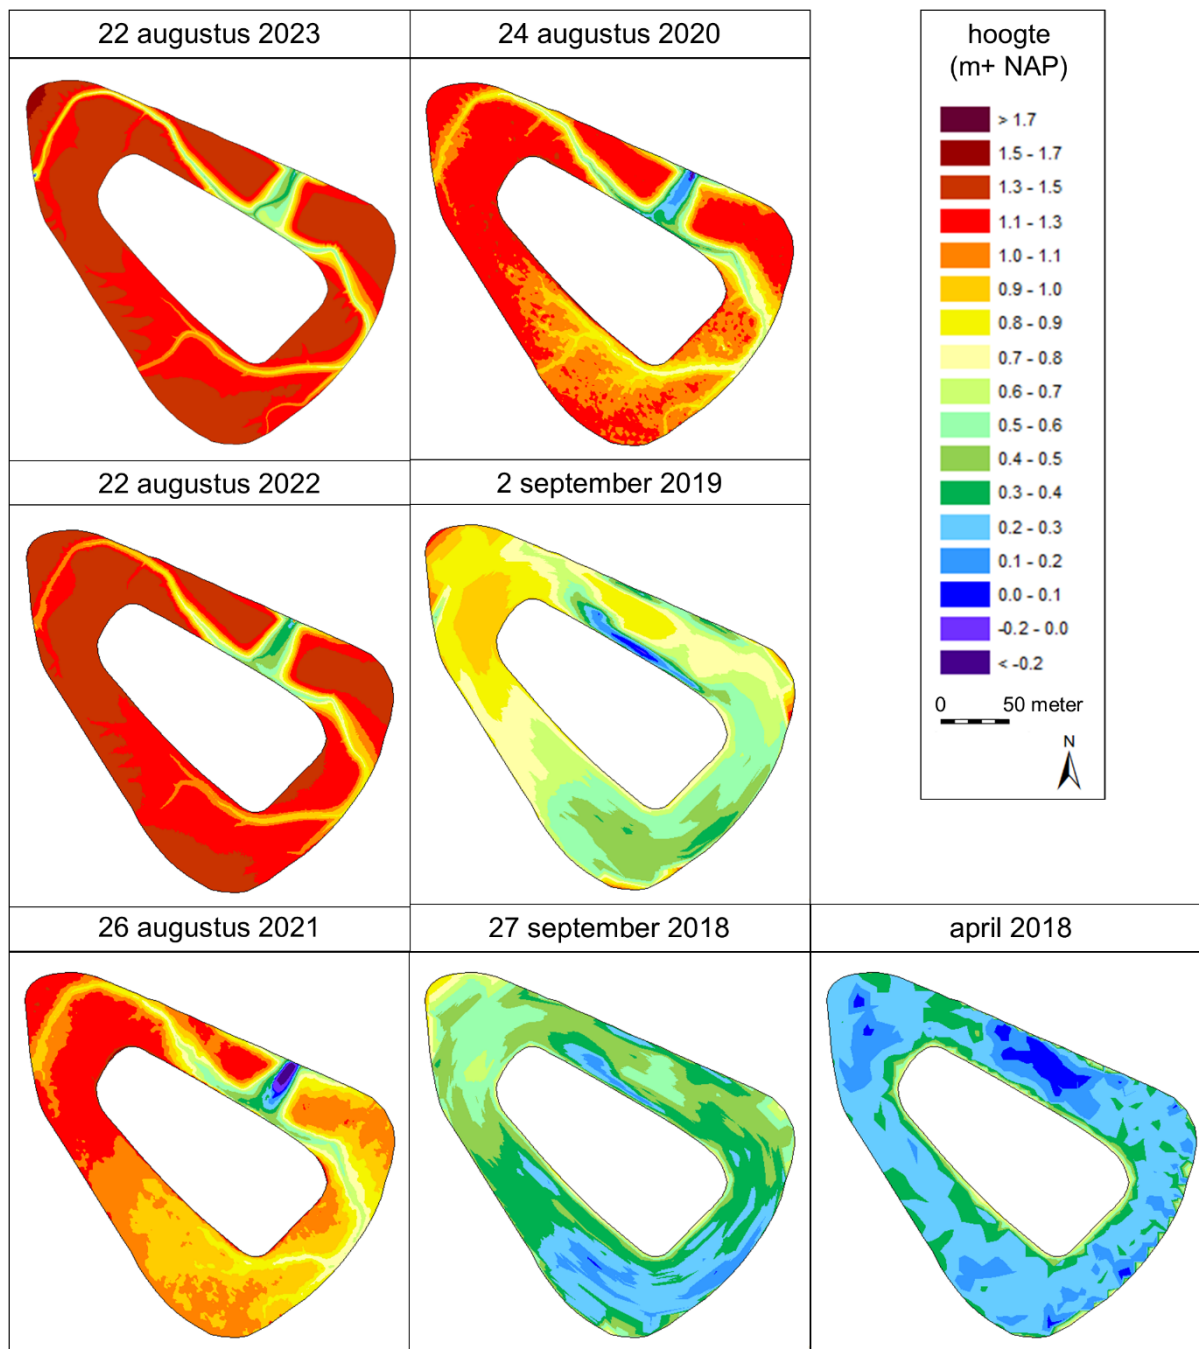 22 augustus 2023
24 augustus 2020
hoogte
(m+ NAP)
> 1.7
1.5 - 1.7
1.3 - 1.5
1.1 - 1.3
1.0 - 1.1
0.9 - 1.0
0.8 - 0.9
0.7 - 0.8
0.6 - 0.7
0.5 - 0.6
0.4 - 0.5
0.3 - 0.4
0.2 - 0.3
0.1 - 0.2
0.0 - 0.1
-0.2 - 0.0
< -0.2
0 50 meter
N
22 augustus 2022
2 september 2019
26 augustus 2021
27 september 2018
april 2018